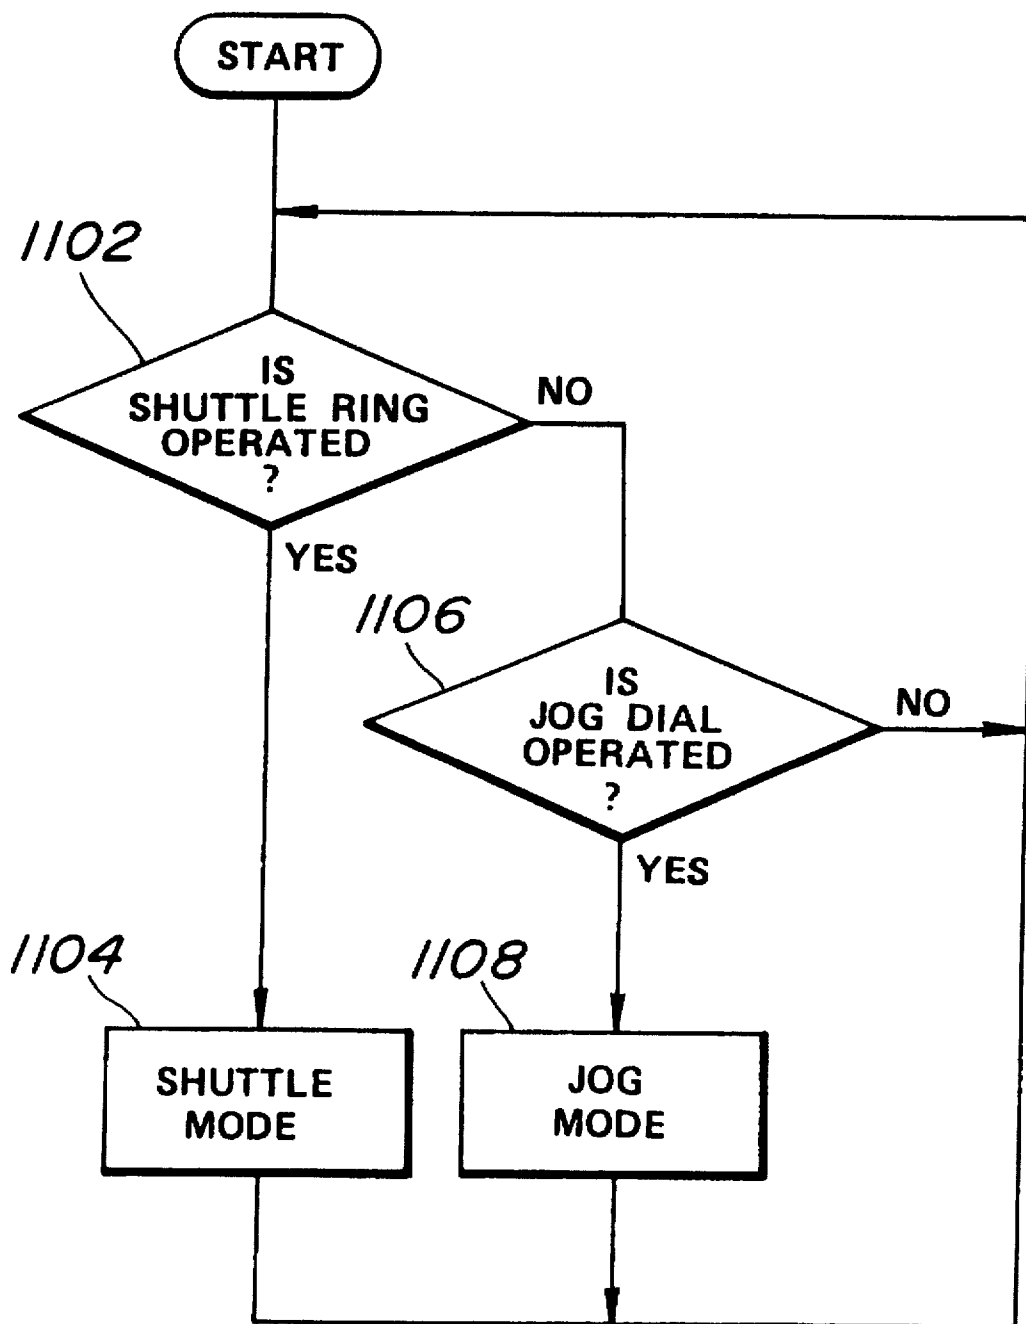 START
1102
IS
SHUTTLE RING
OPERATED
?
NO
YES
1106
IS
JOG DIAL
OPERATED
?
NO
YES
1104
SHUTTLE
MODE
1108
JOG
MODE